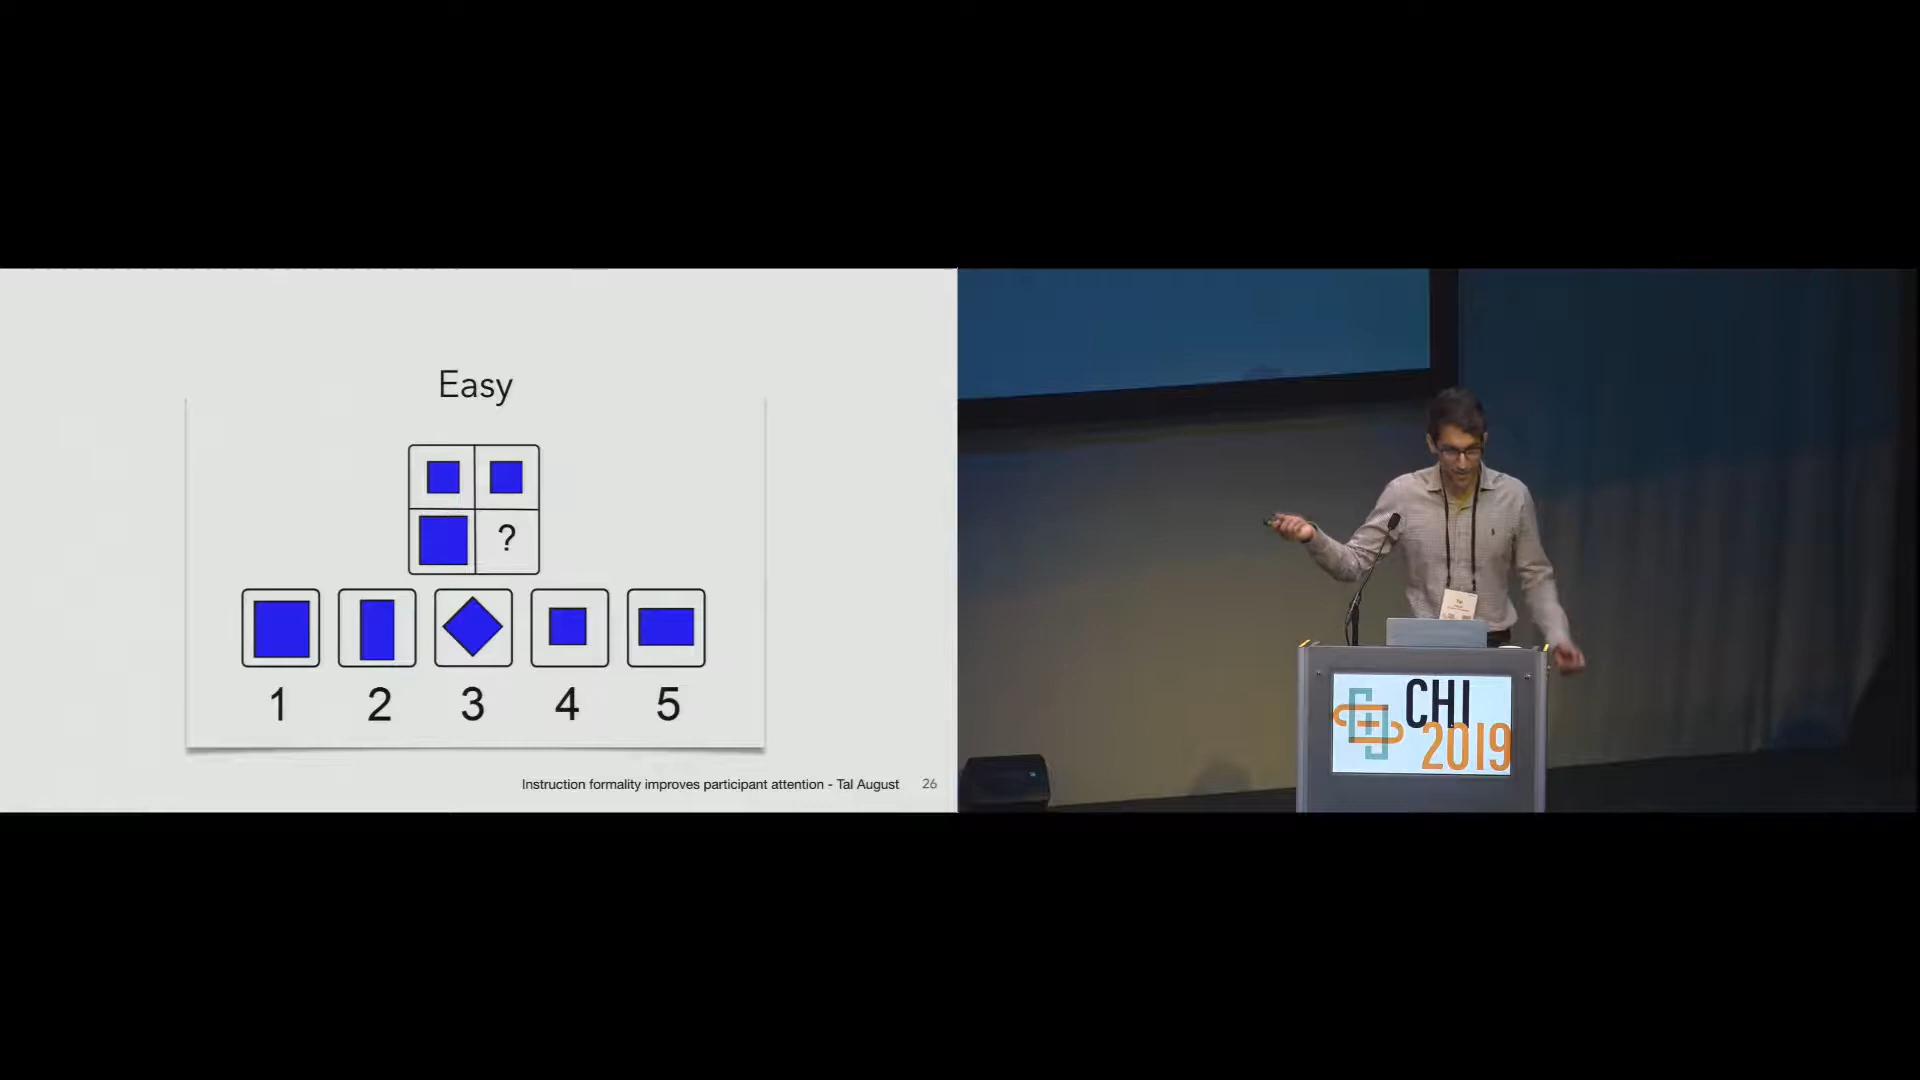 Easy
?
1 2 3 4 5
Instruction formality improves participant attention - Tal August 26
CHI
2019